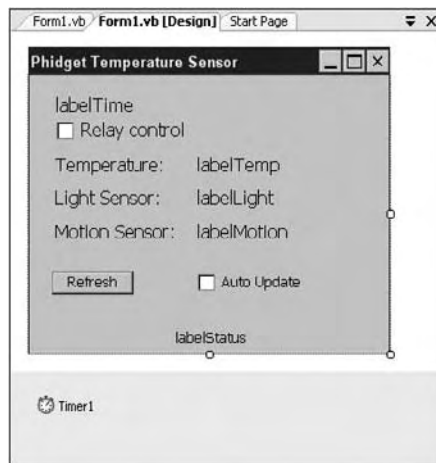 Form1.vb Form1.vb [Design] Start Page
Phidget Temperature Sensor
labelTime
Relay control
Temperature: labelTemp
Light Sensor: labelLight
Motion Sensor: labelMotion
Refresh Auto Update
labelStatus
Timer1